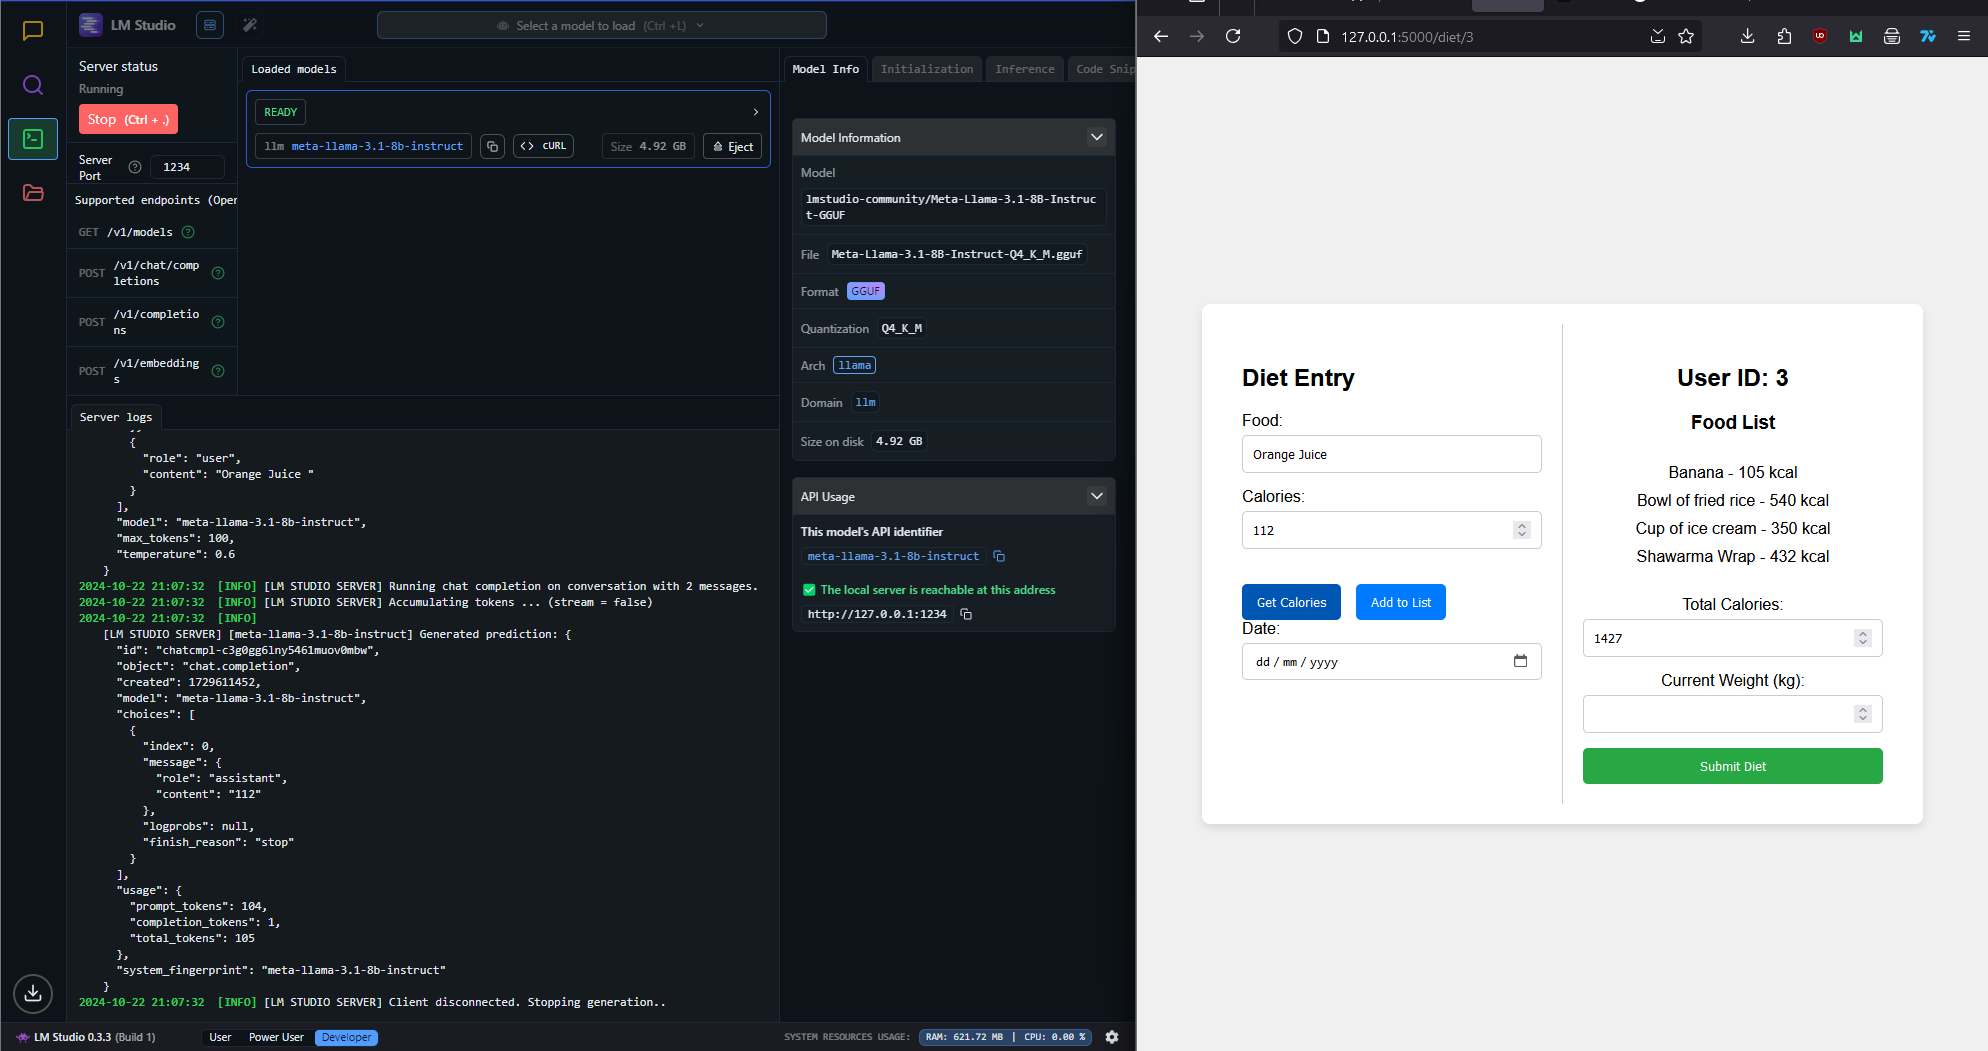 LM Studio
Select a model to load (Ctrl +L)
Server status
Running
Stop (Ctrl + .)
Server
Port
1234
Supported endpoints (Oper
GET /v1/models
POST /v1/chat/comp
letions
POST /v1/completio
ns
POST /v1/embedding
s
Loaded models
READY
llm meta-llama-3.1-8b-instruct
cURL
Size 4.92 GB
Eject
Server logs
{
"role": "user",
"content": "Orange Juice "
}
],
"model": "meta-llama-3.1-8b-instruct",
"max_tokens": 100,
"temperature": 0.6
}
2024-10-22 21:07:32 [INFO] [LM STUDIO SERVER] Running chat completion on conversation with 2 messages.
2024-10-22 21:07:32 [INFO] [LM STUDIO SERVER] Accumulating tokens ... (stream = false)
2024-10-22 21:07:32 [INFO]
[LM STUDIO SERVER] [meta-llama-3.1-8b-instruct] Generated prediction: {
"id": "chatcmpl-c3g0gg6lny5461muov0mbw",
"object": "chat.completion",
"created": 1729611452,
"model": "meta-llama-3.1-8b-instruct",
"choices": [
{
"index": 0,
"message": {
"role": "assistant",
"content": "112"
},
"logprobs": null,
"finish_reason": "stop"
}
],
"usage": {
"prompt_tokens": 104,
"completion_tokens": 1,
"total_tokens": 105
},
"system_fingerprint": "meta-llama-3.1-8b-instruct"
}
2024-10-22 21:07:32 [INFO] [LM STUDIO SERVER] Client disconnected. Stopping generation..
Model Info
Initialization
Inference
Code Snip
Model Information
Model
lmstudio-community/Meta-Llama-3.1-8B-Instruc
t-GGUF
File Meta-Llama-3.1-8B-Instruct-Q4_K_M.gguf
Format GGUF
Quantization Q4_K_M
Arch llama
Domain llm
Size on disk 4.92 GB
API Usage
This model's API identifier
meta-llama-3.1-8b-instruct
The local server is reachable at this address
http://127.0.0.1:1234
LM Studio 0.3.3 (Build 1)
User
Power User
Developer
SYSTEM RESOURCES USAGE:
RAM: 621.72 MB | CPU: 0.00 %
127.0.0.1:5000/diet/3
Diet Entry
Food:
Orange Juice
Calories:
112
Get Calories
Add to List
Date:
dd / mm / yyyy
User ID: 3
Food List
Banana - 105 kcal
Bowl of fried rice - 540 kcal
Cup of ice cream - 350 kcal
Shawarma Wrap - 432 kcal
Total Calories:
1427
Current Weight (kg):
Submit Diet